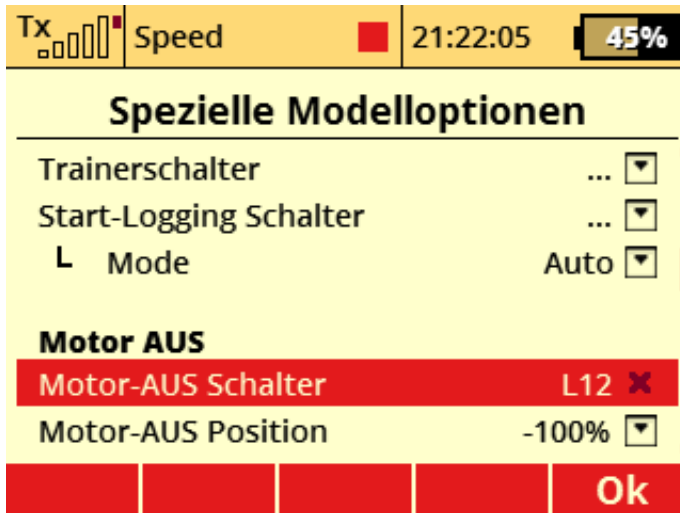 Tx Speed 21:22:05 45%
Spezielle Modelloptionen
Trainerschalter ...
Start-Logging Schalter ...
Mode Auto
Motor AUS
Motor-AUS Schalter L12
Motor-AUS Position -100%
Ok